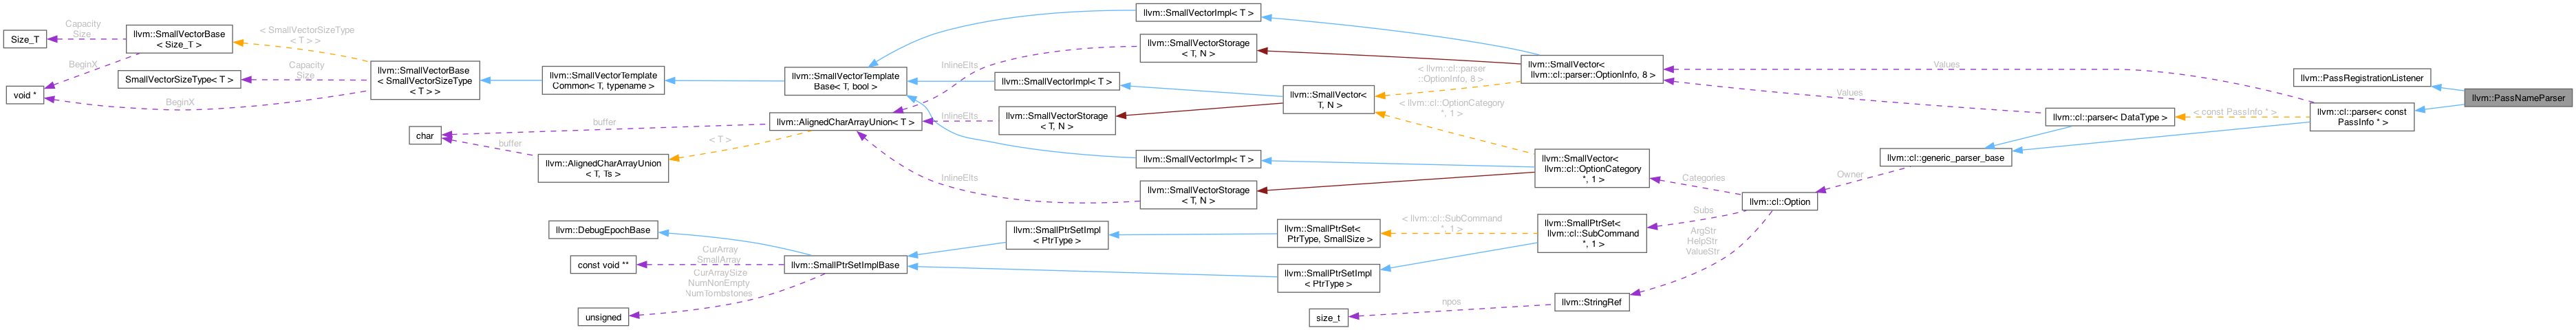 Size_T
void *
Capacity
Size
BeginX
llvm::SmallVectorBase
< Size_T >
SmallVectorSizeType< T >
< SmallVectorSizeType
< T > >
Capacity
Size
BeginX
llvm::SmallVectorBase
< SmallVectorSizeType
< T > >
char
buffer
buffer
llvm::SmallVectorTemplate
Common< T, typename >
llvm::AlignedCharArrayUnion
< T, Ts >
< T >
llvm::DebugEpochBase
const void **
unsigned
CurArray
SmallArray
CurArraySize
NumNonEmpty
NumTombstones
llvm::SmallVectorTemplate
Base< T, bool >
llvm::AlignedCharArrayUnion< T >
llvm::SmallPtrSetImplBase
InlineElts
InlineElts
InlineElts
llvm::SmallVectorImpl< T >
llvm::SmallVectorStorage
< T, N >
llvm::SmallVectorImpl< T >
llvm::SmallVectorStorage
< T, N >
llvm::SmallVectorImpl< T >
llvm::SmallVectorStorage
< T, N >
llvm::SmallPtrSetImpl
< PtrType >
llvm::SmallVector<
T, N >
llvm::SmallPtrSet<
PtrType, SmallSize >
llvm::SmallPtrSetImpl
< PtrType >
size_t
npos
< llvm::cl::parser
::OptionInfo, 8 >
< llvm::cl::OptionCategory
*, 1 >
< llvm::cl::SubCommand
*, 1 >
llvm::SmallVector<
llvm::cl::parser::OptionInfo, 8 >
llvm::SmallVector<
llvm::cl::OptionCategory
*, 1 >
llvm::SmallPtrSet<
llvm::cl::SubCommand
*, 1 >
llvm::StringRef
Categories
Subs
ArgStr
HelpStr
ValueStr
llvm::cl::Option
Owner
Values
Values
llvm::cl::generic_parser_base
llvm::cl::parser< DataType >
< const PassInfo * >
llvm::PassRegistrationListener
llvm::cl::parser< const
PassInfo * >
llvm::PassNameParser